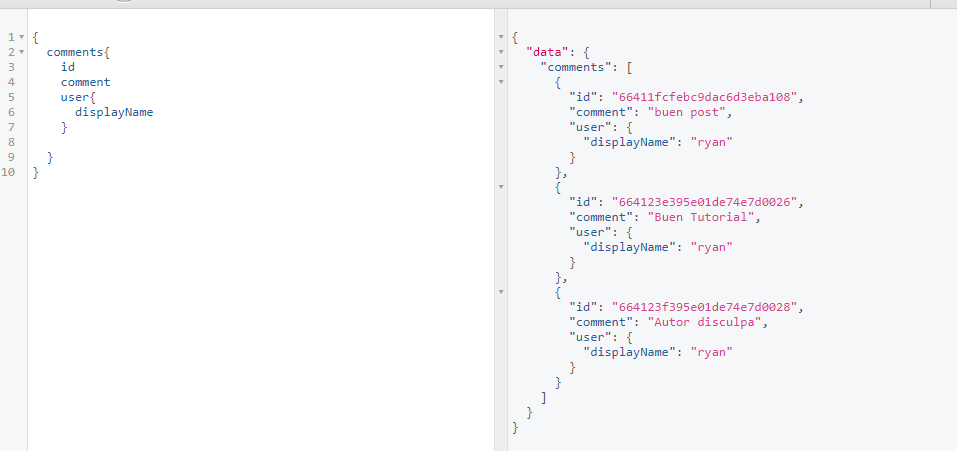 1 {
2 comments{
3 id
4 comment
5 user{
6 displayName
7 }
8
9 }
10 }
{
"data": {
"comments": [
{
"id": "66411fcfebc9dac6d3eba108",
"comment": "buen post",
"user": {
"displayName": "ryan"
}
},
{
"id": "664123e395e01de74e7d0026",
"comment": "Buen Tutorial",
"user": {
"displayName": "ryan"
}
},
{
"id": "664123f395e01de74e7d0028",
"comment": "Autor disculpa",
"user": {
"displayName": "ryan"
}
}
]
}
}